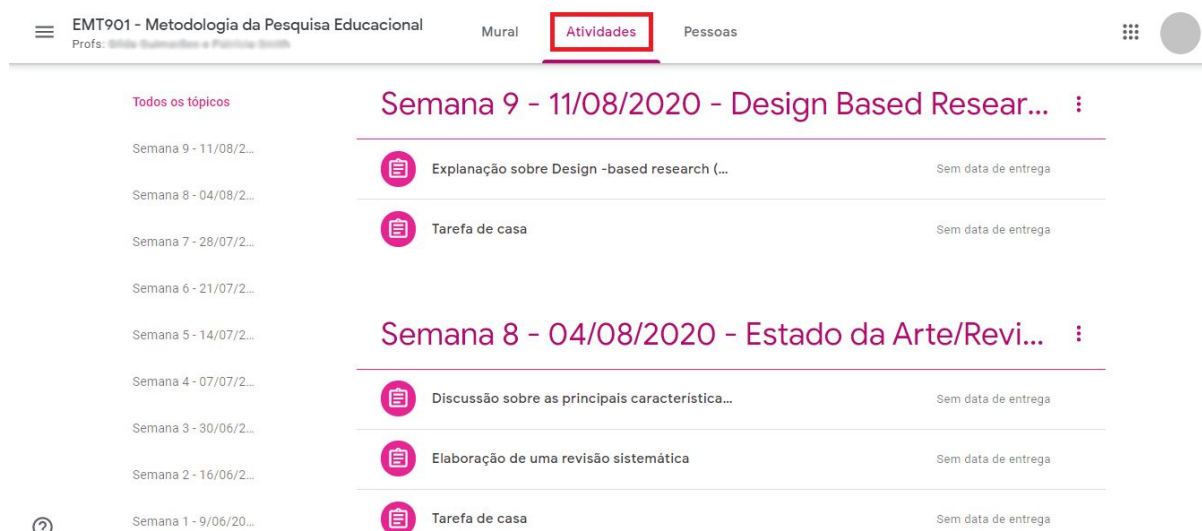 EMT901 - Metodologia da Pesquisa Educacional
Profs:
Mural
Atividades
Pessoas
Todos os tópicos
Semana 9 - 11/08/2...
Semana 8 - 04/08/2...
Semana 7 - 28/07/2...
Semana 6 - 21/07/2...
Semana 5 - 14/07/2...
Semana 4 - 07/07/2...
Semana 3 - 30/06/2...
Semana 2 - 16/06/2...
Semana 1 - 9/06/20...
Semana 9 - 11/08/2020 - Design Based Resear...
Explanação sobre Design -based research (...
Sem data de entrega
Tarefa de casa
Sem data de entrega
Semana 8 - 04/08/2020 - Estado da Arte/Revi...
Discussão sobre as principais característica...
Sem data de entrega
Elaboração de uma revisão sistemática
Sem data de entrega
Tarefa de casa
Sem data de entrega